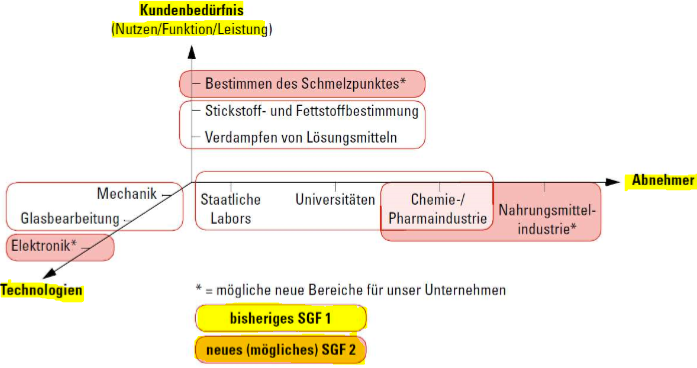 Kundenbedürfnis
(Nutzen/Funktion/Leistung)
Bestimmen des Schmelzpunktes*
Stickstoff- und Fettstoffbestimmung
Verdampfen von Lösungsmitteln
Abnehmer
Mechanik
Glasbearbeitung
Elektronik*
Technologien
Staatliche
Labors
Universitäten
Chemie-/
Pharmaindustrie
Nahrungsmittel-
industrie*
* = mögliche neue Bereiche für unser Unternehmen
bisheriges SGF 1
neues (mögliches) SGF 2